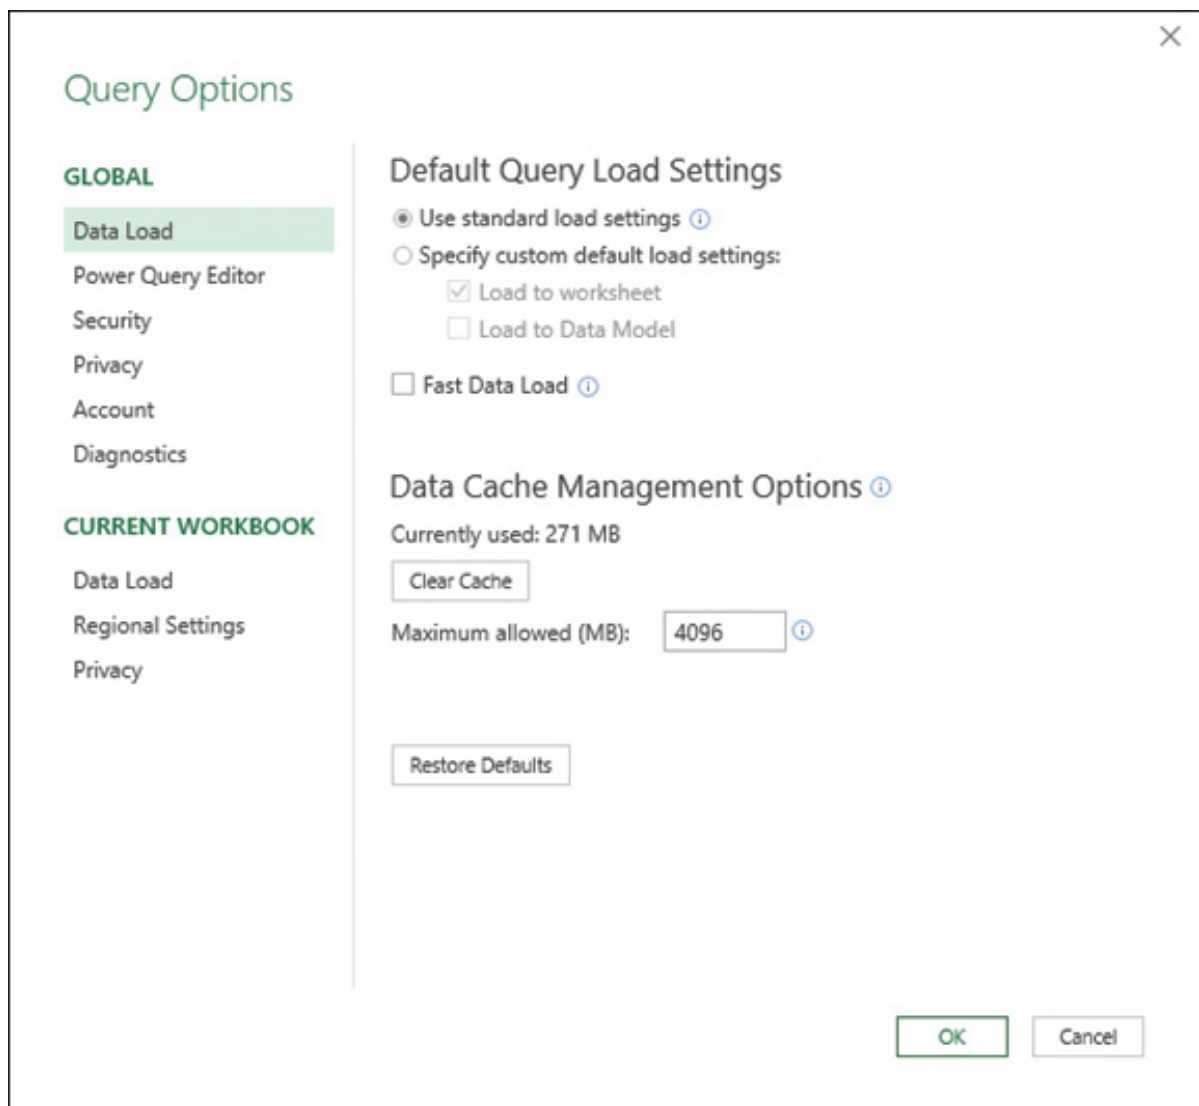 Query Options
GLOBAL
Data Load
Power Query Editor
Security
Privacy
Account
Diagnostics
CURRENT WORKBOOK
Data Load
Regional Settings
Privacy
Default Query Load Settings
Use standard load settings
Specify custom default load settings:
Load to worksheet
Load to Data Model
Fast Data Load
Data Cache Management Options
Currently used: 271 MB
Clear Cache
Maximum allowed (MB): 4096
Restore Defaults
OK Cancel